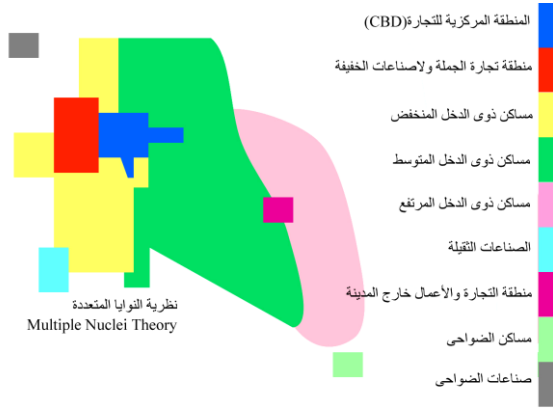 المنطقة المركزية للتجارة(CBD)
منطقة تجارة الجملة ولاصناعات الخفيفة
مساكن ذوى الدخل المنخفض
مساكن ذوى الدخل المتوسط
مساكن ذوى الدخل المرتفع
الصناعات الثقيلة
منطقة التجارة والأعمال خارج المدينة
مساكن الضواحى
صناعات الضواحى
نظرية النوايا المتعددة
Multiple Nuclei Theory